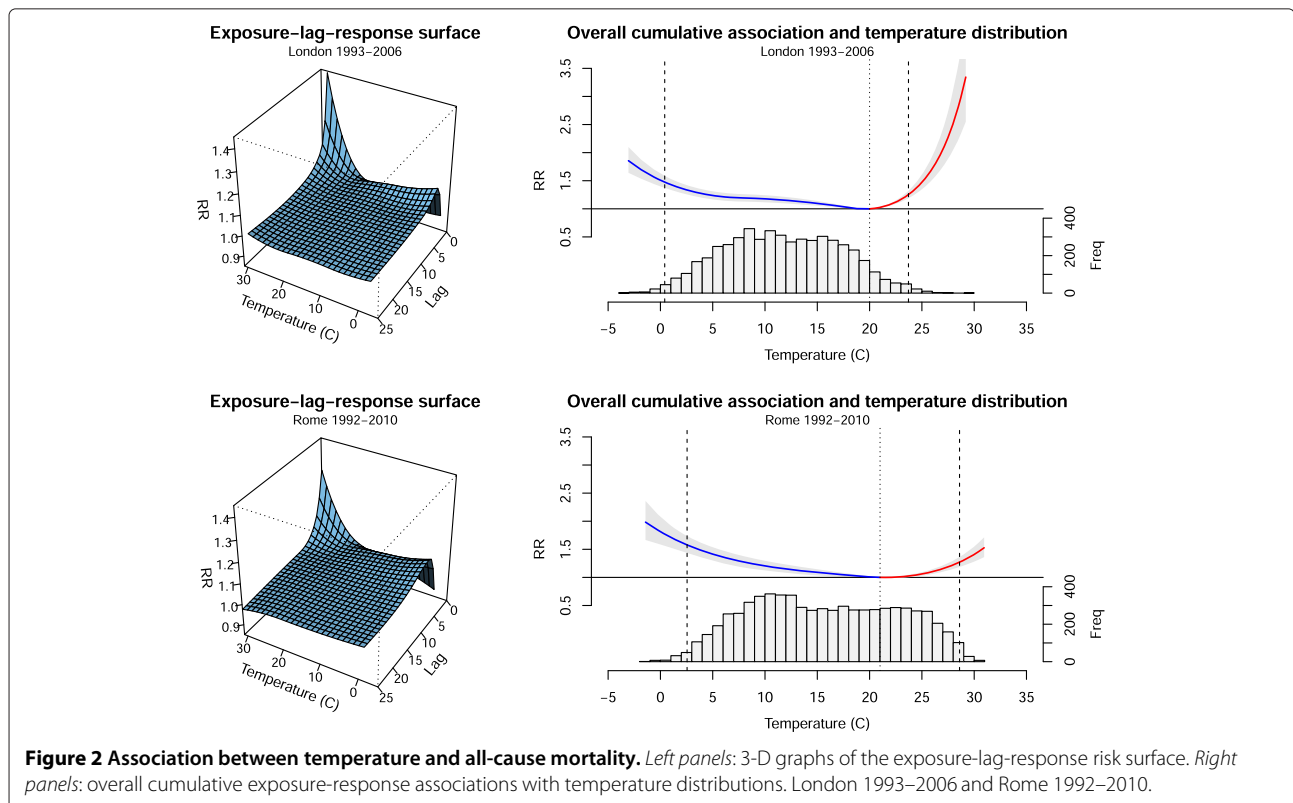 Exposure–lag–response surface
London 1993–2006
1.4
1.3
1.2
1.1
1.0
0.9
RR
30
20
10
0
Temperature (C)
0
5
10
15
20
25
Lag
Overall cumulative association and temperature distribution
London 1993–2006
3.5
2.5
1.5
0.5
RR
400
200
0
Freq
−5 0 5 10 15 20 25 30 35
Temperature (C)
Exposure–lag–response surface
Rome 1992–2010
1.4
1.3
1.2
1.1
1.0
0.9
RR
30
20
10
0
Temperature (C)
0
5
10
15
20
25
Lag
Overall cumulative association and temperature distribution
Rome 1992–2010
3.5
2.5
1.5
0.5
RR
400
200
0
Freq
−5 0 5 10 15 20 25 30 35
Temperature (C)
Figure 2 Association between temperature and all-cause mortality. Left panels: 3-D graphs of the exposure-lag-response risk surface. Right
panels: overall cumulative exposure-response associations with temperature distributions. London 1993–2006 and Rome 1992–2010.